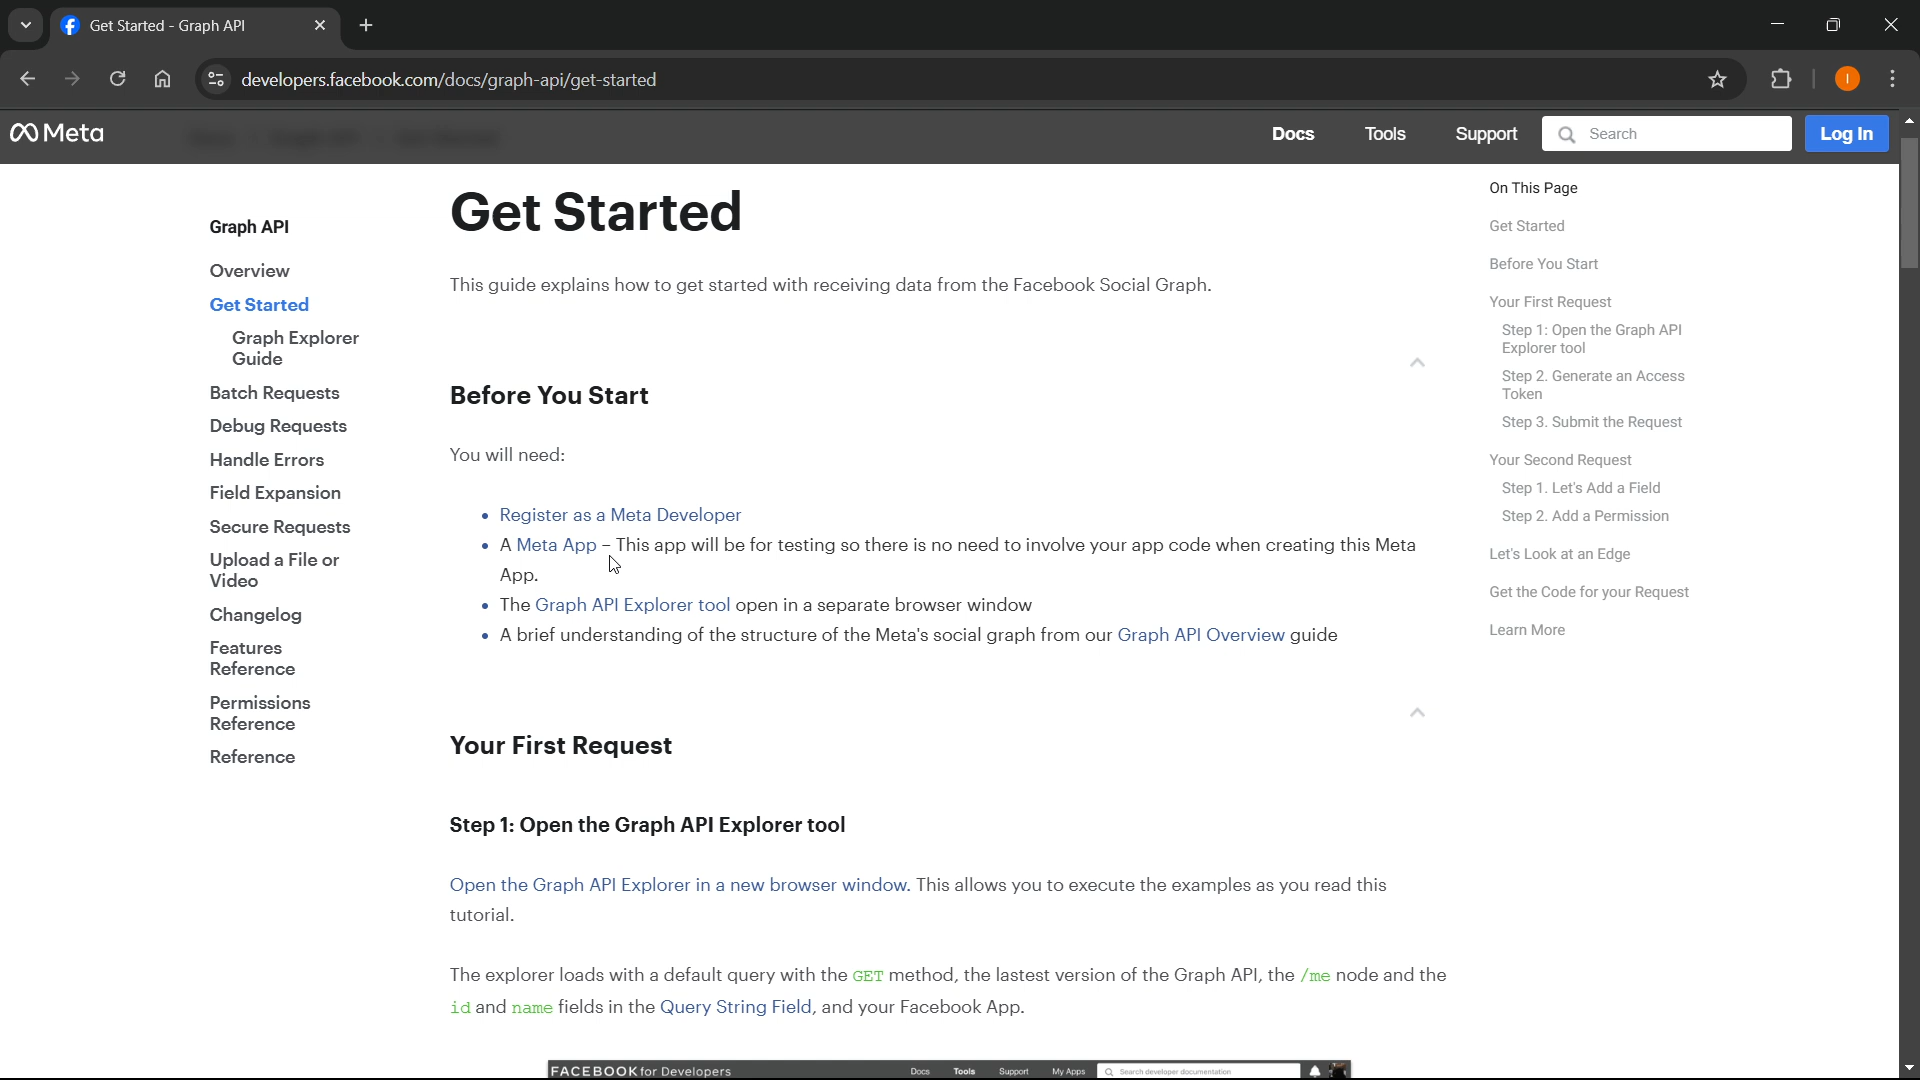 Get Started - Graph API
developers.facebook.com/docs/graph-api/get-started
I
Meta
Docs
Tools
Support
Search
Log In
Graph API
Overview
Get Started
Graph Explorer
Guide
Batch Requests
Debug Requests
Handle Errors
Field Expansion
Secure Requests
Upload a File or
Video
Changelog
Features
Reference
Permissions
Reference
Reference
Get Started
This guide explains how to get started with receiving data from the Facebook Social Graph.
Before You Start
You will need:
• Register as a Meta Developer
• A Meta App – This app will be for testing so there is no need to involve your app code when creating this Meta
App.
• The Graph API Explorer tool open in a separate browser window
• A brief understanding of the structure of the Meta's social graph from our Graph API Overview guide
Your First Request
Step 1: Open the Graph API Explorer tool
Open the Graph API Explorer in a new browser window. This allows you to execute the examples as you read this
tutorial.
The explorer loads with a default query with the GET method, the lastest version of the Graph API, the /me node and the
id and name fields in the Query String Field, and your Facebook App.
FACEBOOK for Developers
Docs
Tools
Support
My Apps
Search developer documentation
On This Page
Get Started
Before You Start
Your First Request
Step 1: Open the Graph API
Explorer tool
Step 2. Generate an Access
Token
Step 3. Submit the Request
Your Second Request
Step 1. Let's Add a Field
Step 2. Add a Permission
Let's Look at an Edge
Get the Code for your Request
Learn More